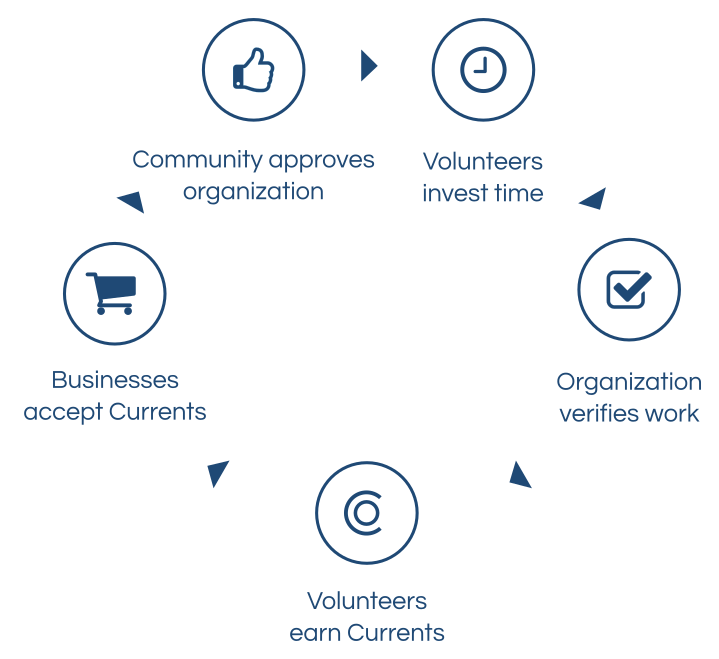 Community approves
organization
Volunteers
invest time
Organization
verifies work
Volunteers
earn Currents
Businesses
accept Currents